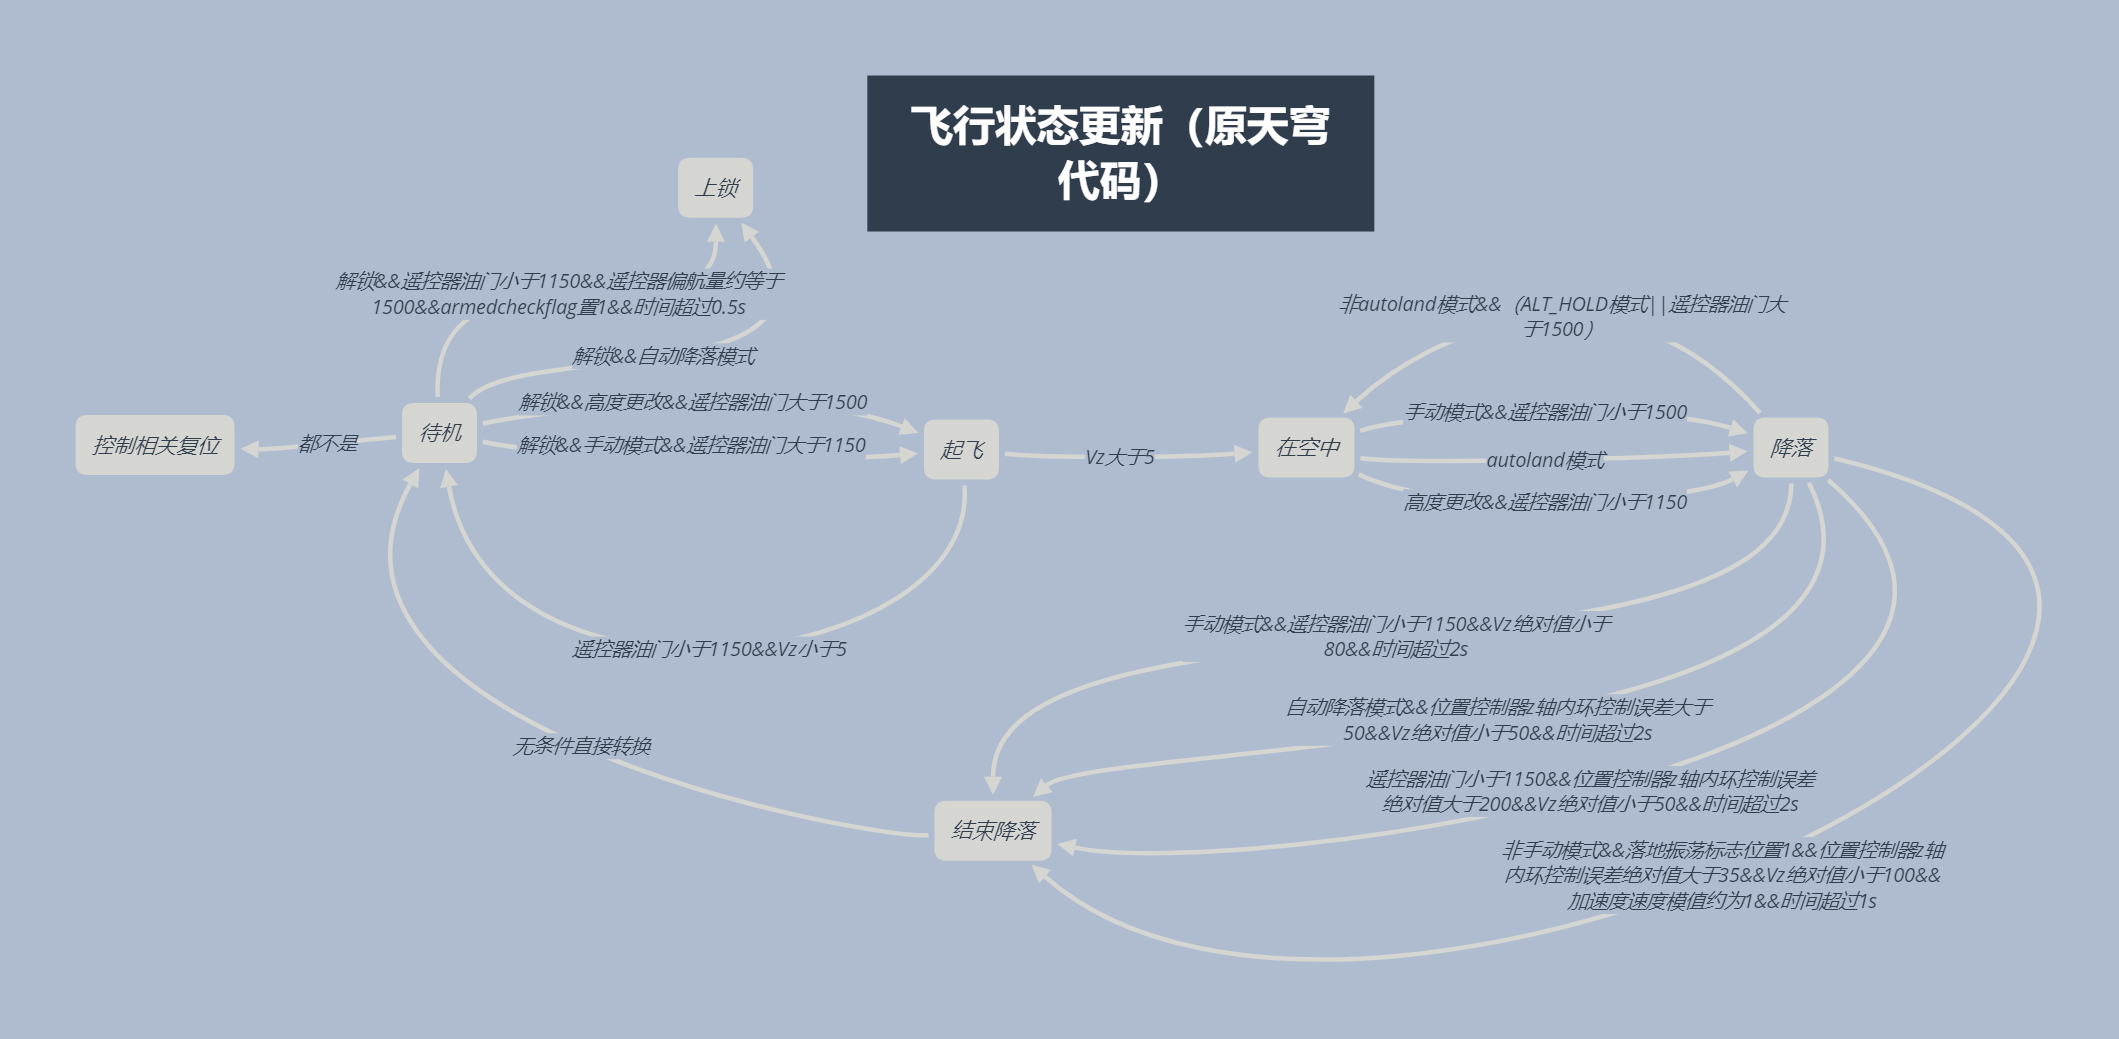 飞行状态更新（原天穹
代码）
上锁
解锁&&遥控器油门小于1150&&遥控器偏航量约等于
1500&&armedcheckflag置1&&时间超过0.5s
解锁&&自动降落模式
解锁&&高度更改&&遥控器油门大于1500
解锁&&手动模式&&遥控器油门大于1150
控制相关复位
都不是
待机
起飞
Vz大于5
在空中
非autoland模式&&（ALT_HOLD模式||遥控器油门大
于1500）
手动模式&&遥控器油门小于1500
autoland模式
高度更改&&遥控器油门小于1150
降落
遥控器油门小于1150&&Vz小于5
无条件直接转换
手动模式&&遥控器油门小于1150&&Vz绝对值小于
80&&时间超过2s
自动降落模式&&位置控制器z轴内环控制误差大于
50&&Vz绝对值小于50&&时间超过2s
遥控器油门小于1150&&位置控制器z轴内环控制误差
绝对值大于200&&Vz绝对值小于50&&时间超过2s
结束降落
非手动模式&&落地振荡标志位置1&&位置控制器z轴
内环控制误差绝对值大于35&&Vz绝对值小于100&&
加速度速度模值约为1&&时间超过1s